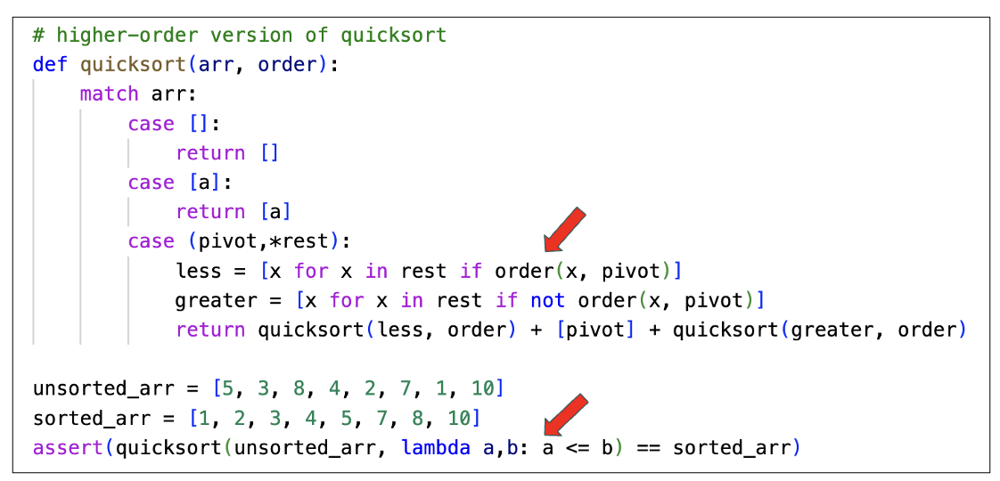 # higher-order version of quicksort
def quicksort(arr, order):
    match arr:
        case []:
            return []
        case [a]:
            return [a]
        case (pivot,*rest):
            less = [x for x in rest if order(x, pivot)]
            greater = [x for x in rest if not order(x, pivot)]
            return quicksort(less, order) + [pivot] + quicksort(greater, order)
unsorted_arr = [5, 3, 8, 4, 2, 7, 1, 10]
sorted_arr = [1, 2, 3, 4, 5, 7, 8, 10]
assert(quicksort(unsorted_arr, lambda a,b: a <= b) == sorted_arr)